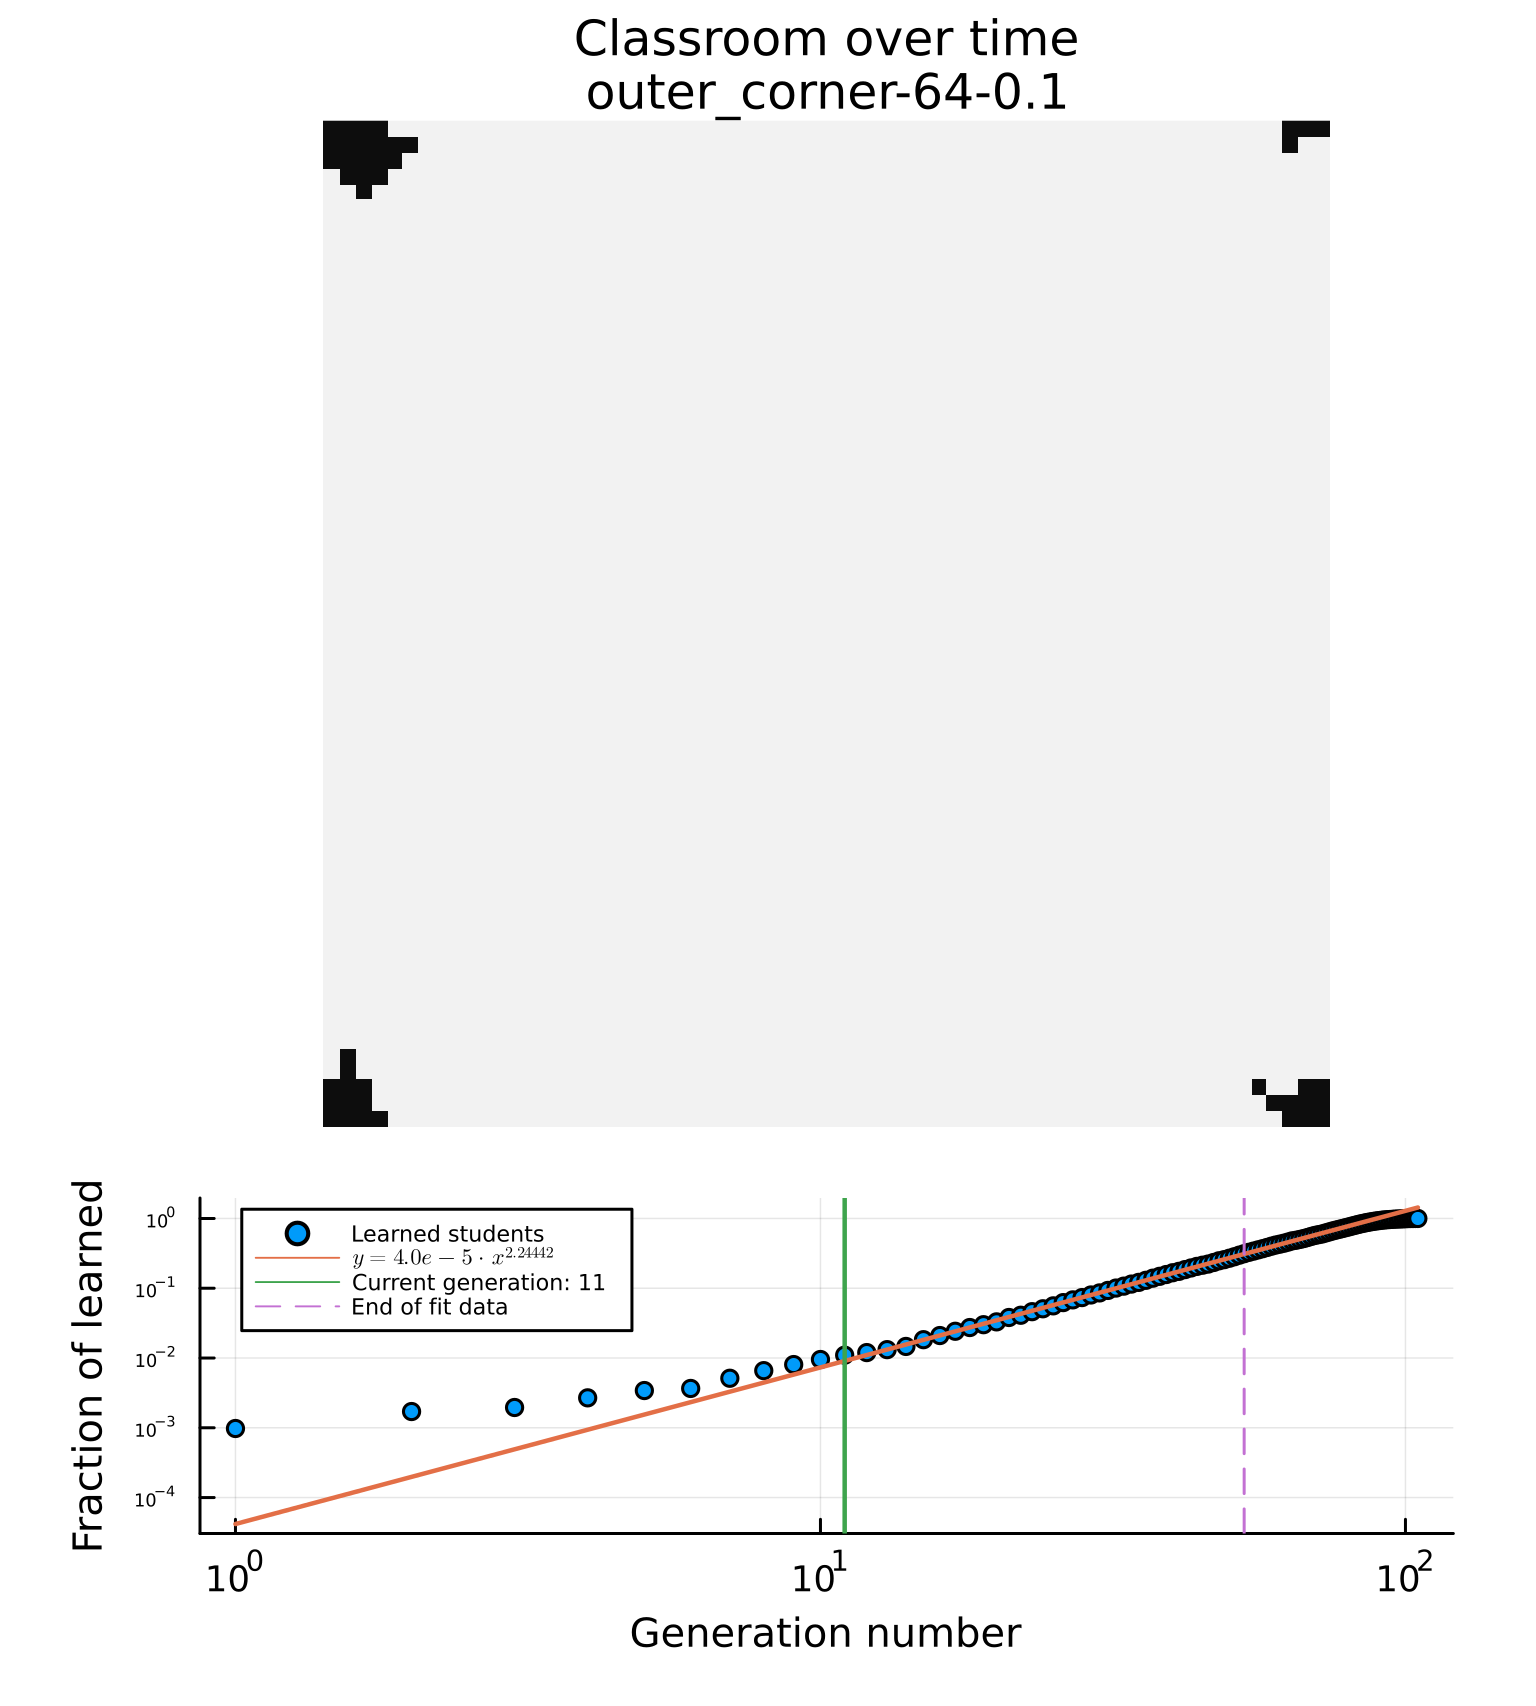 Classroom over time
outer_corner-64-0.1
Fraction of learned
10^0
10^-1
10^-2
10^-3
10^-4
Learned students
y = 4.0e − 5 · x^2.24442
Current generation: 11
End of fit data
10^0 10^1 10^2
Generation number